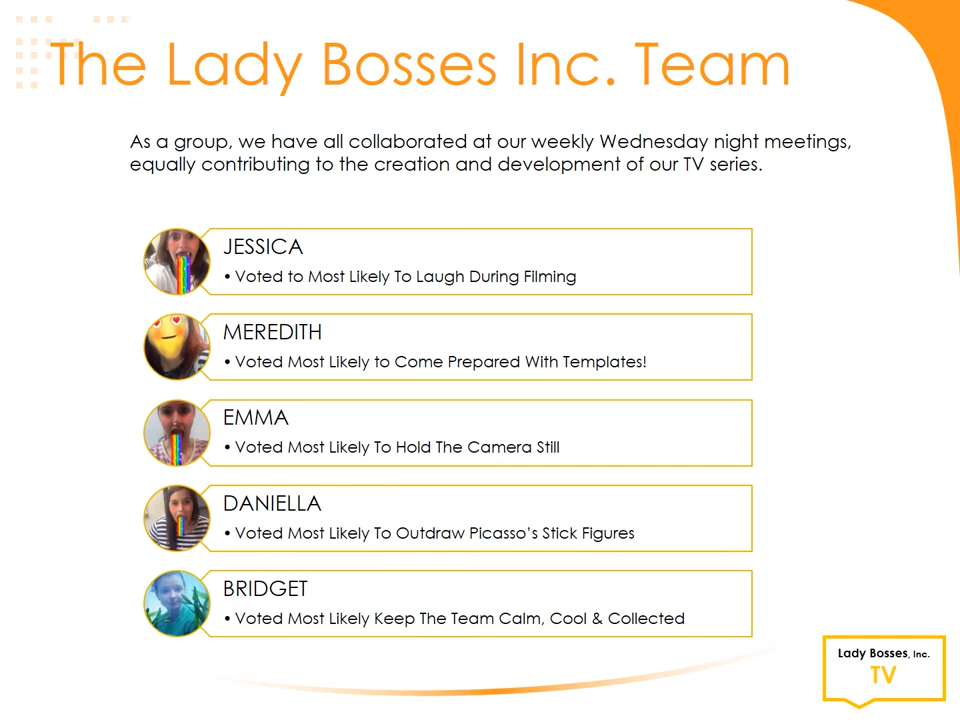 The Lady Bosses Inc. Team
As a group, we have all collaborated at our weekly Wednesday night meetings,
equally contributing to the creation and development of our TV series.
JESSICA
• Voted to Most Likely To Laugh During Filming
MEREDITH
• Voted Most Likely to Come Prepared With Templates!
EMMA
• Voted Most Likely To Hold The Camera Still
DANIELLA
• Voted Most Likely To Outdraw Picasso’s Stick Figures
BRIDGET
• Voted Most Likely Keep The Team Calm, Cool & Collected
Lady Bosses, Inc.
TV